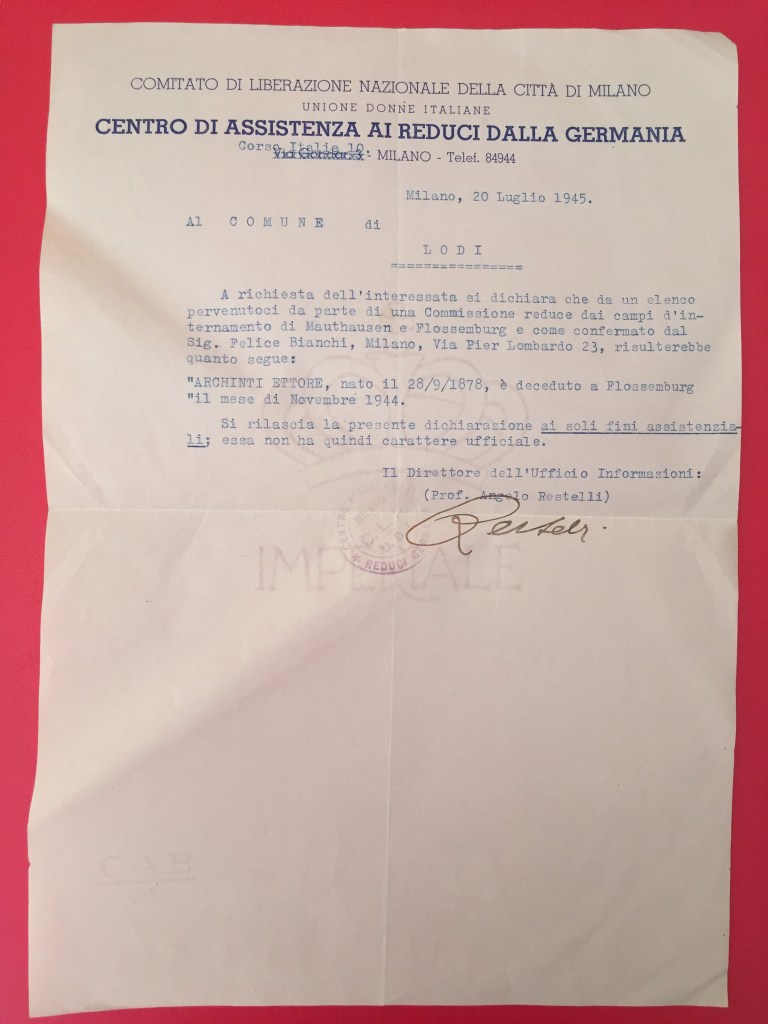 COMITATO DI LIBERAZIONE NAZIONALE DELLA CITTÀ DI MILANO
UNIONE DONNE ITALIANE
CENTRO DI ASSISTENZA AI REDUCI DALLA GERMANIA
Corso Italia 10.
Via - MILANO - Telef. 84944
Milano, 20 Luglio 1945.
Al C O M U N E di
L O D I
================
A richiesta dell'interessata si dichiara che da un elenco
pervenutoci da parte di una Commissione reduce dai campi d'in-
ternamento di Mauthausen e Flossemburg e come confermato dal
Sig. Felice Bianchi, Milano, Via Pier Lombardo 23, risulterebbe
quanto segue:
"ARCHINTI ETTORE, nato il 28/9/1878, è deceduto a Flossemburg
"il mese di Novembre 1944.
Si rilascia la presente dichiarazione ai soli fini assistenzia-
li; essa non ha quindi carattere ufficiale.
Il Direttore dell'Ufficio Informazioni:
(Prof. Angelo Restelli)
CENTRO
REDUCI
IMPERIALE